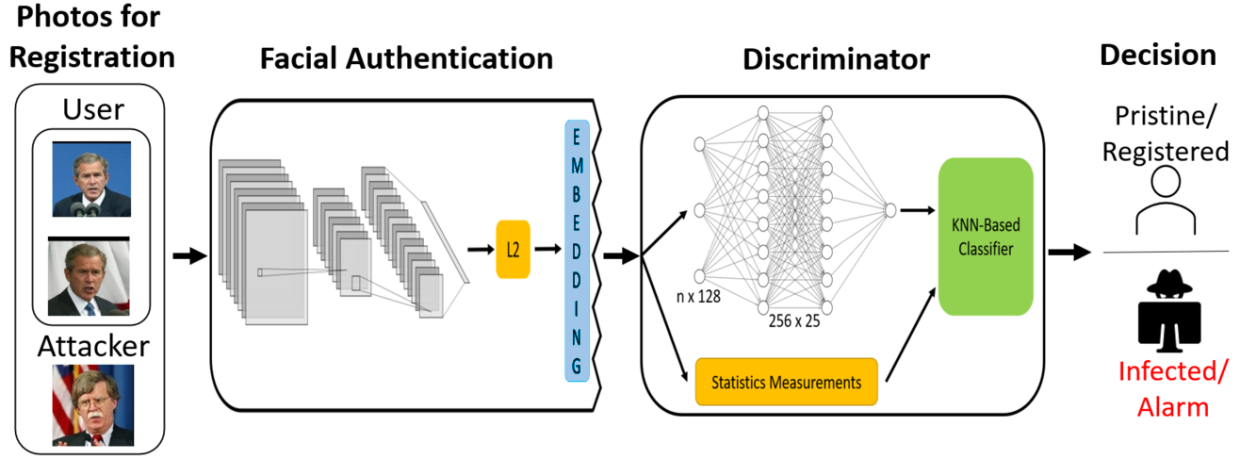 Photos for
Registration
User
Attacker
Facial Authentication
L2
E
M
B
E
D
D
I
N
G
Discriminator
n x 128
256 x 25
Statistics Measurements
KNN-Based
Classifier
Decision
Pristine/
Registered
Infected/
Alarm